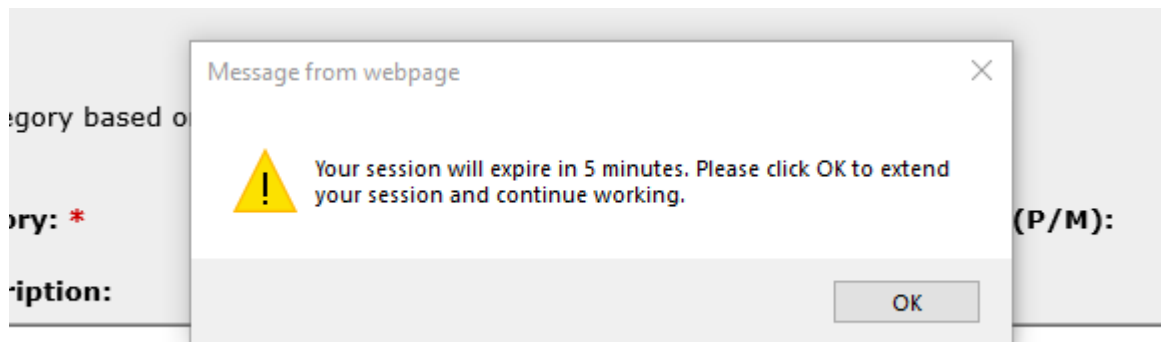 Message from webpage
egory based o
Your session will expire in 5 minutes. Please click OK to extend
your session and continue working.
ory: *
(P/M):
ription:
OK